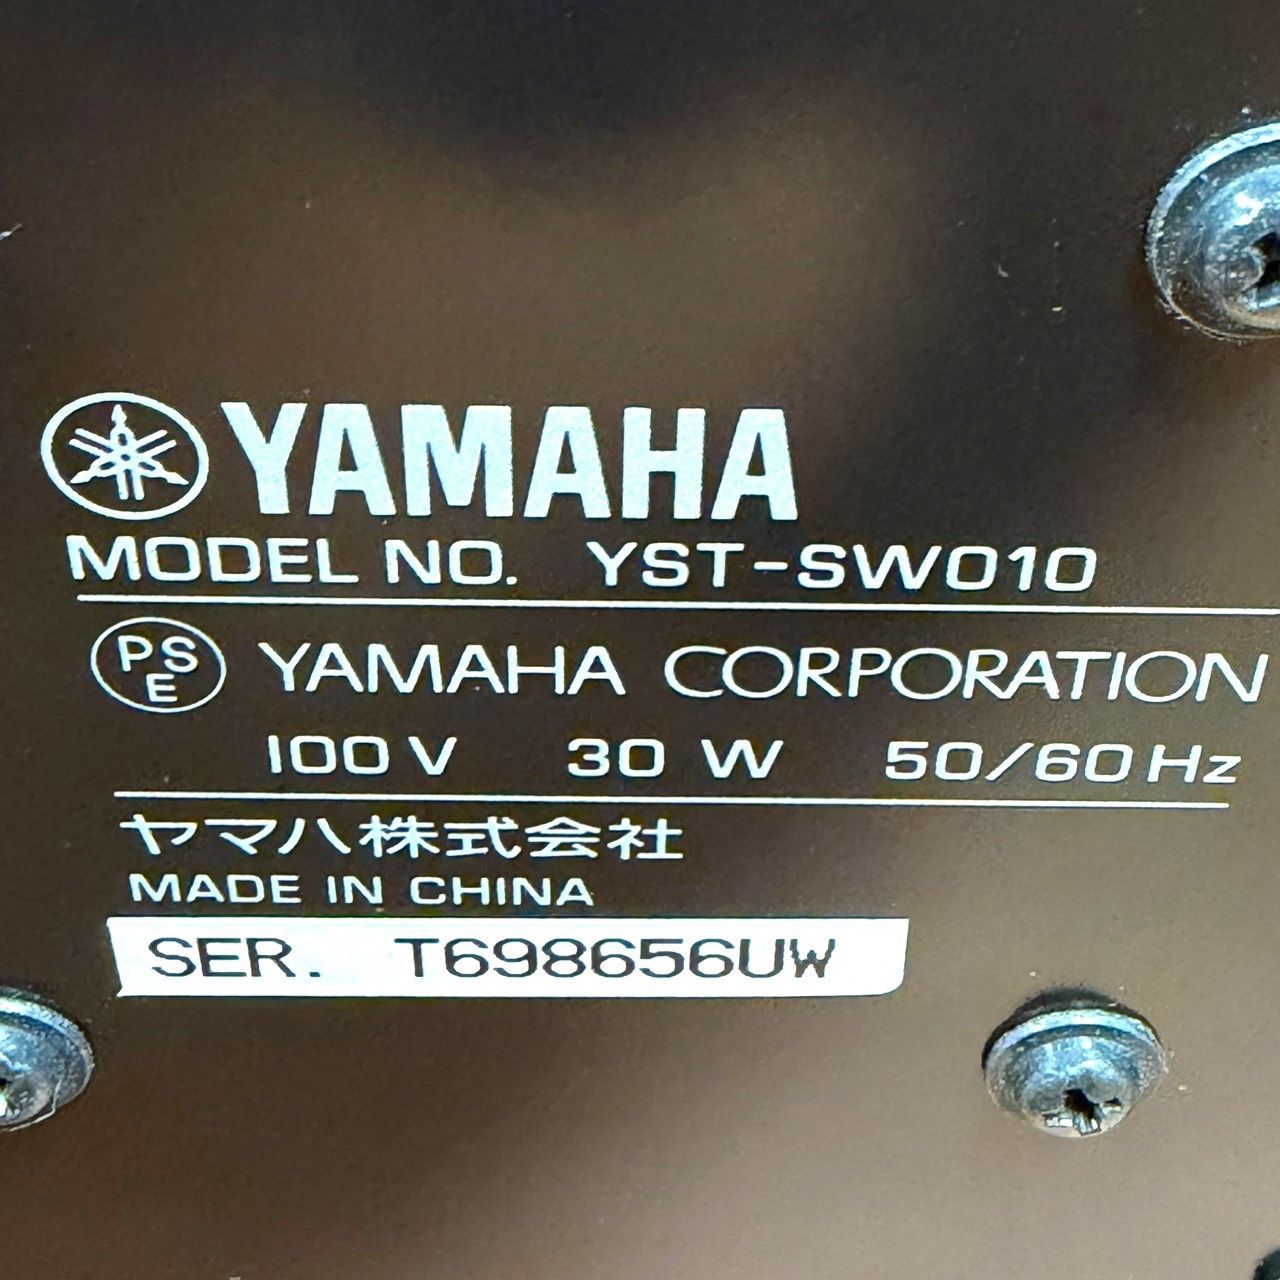 YAMAHA
MODEL NO. YST-SW010
PSE YAMAHA CORPORATION
100 V 30 W 50/60 Hz
ヤマハ株式会社
MADE IN CHINA
SER. T698656UW